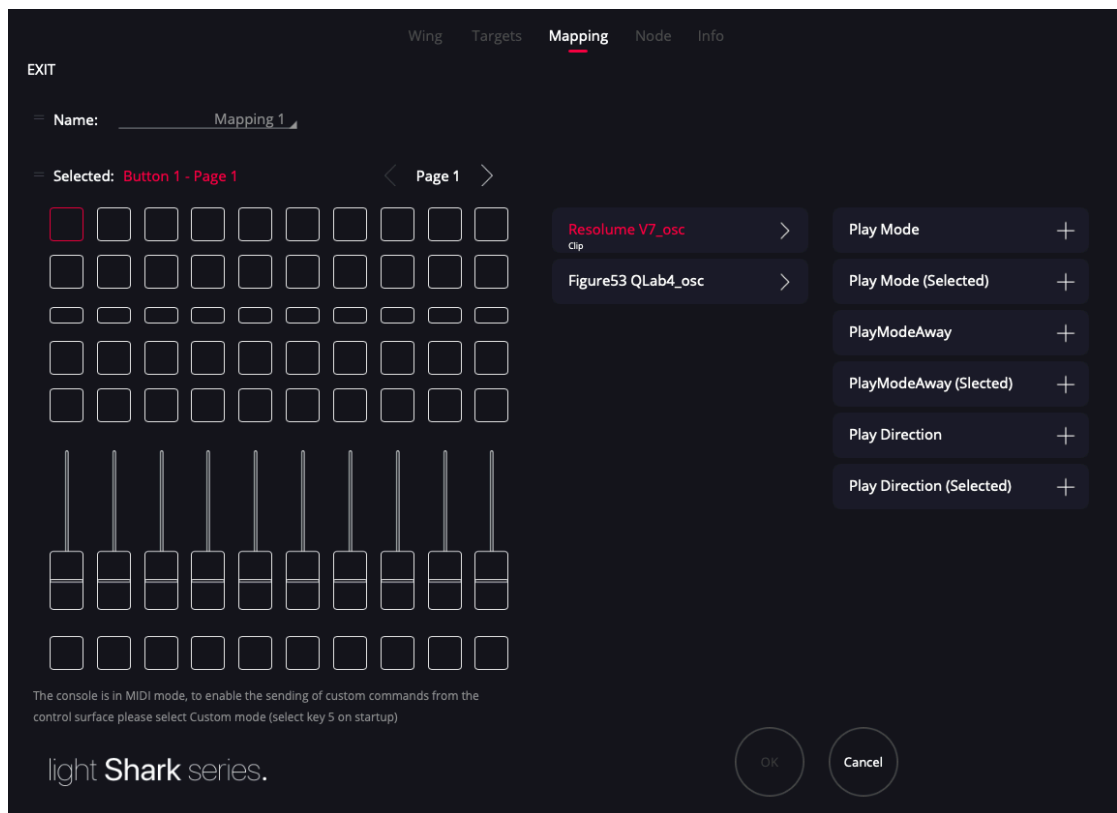 Wing Targets Mapping Node Info
EXIT
Name: Mapping 1
Selected: Button 1 - Page 1
Page 1
Resolume V7_osc
Clip
Figure53 QLab4_osc
Play Mode
Play Mode (Selected)
PlayModeAway
PlayModeAway (Slected)
Play Direction
Play Direction (Selected)
The console is in MIDI mode, to enable the sending of custom commands from the
control surface please select Custom mode (select key 5 on startup)
light Shark series.
OK
Cancel